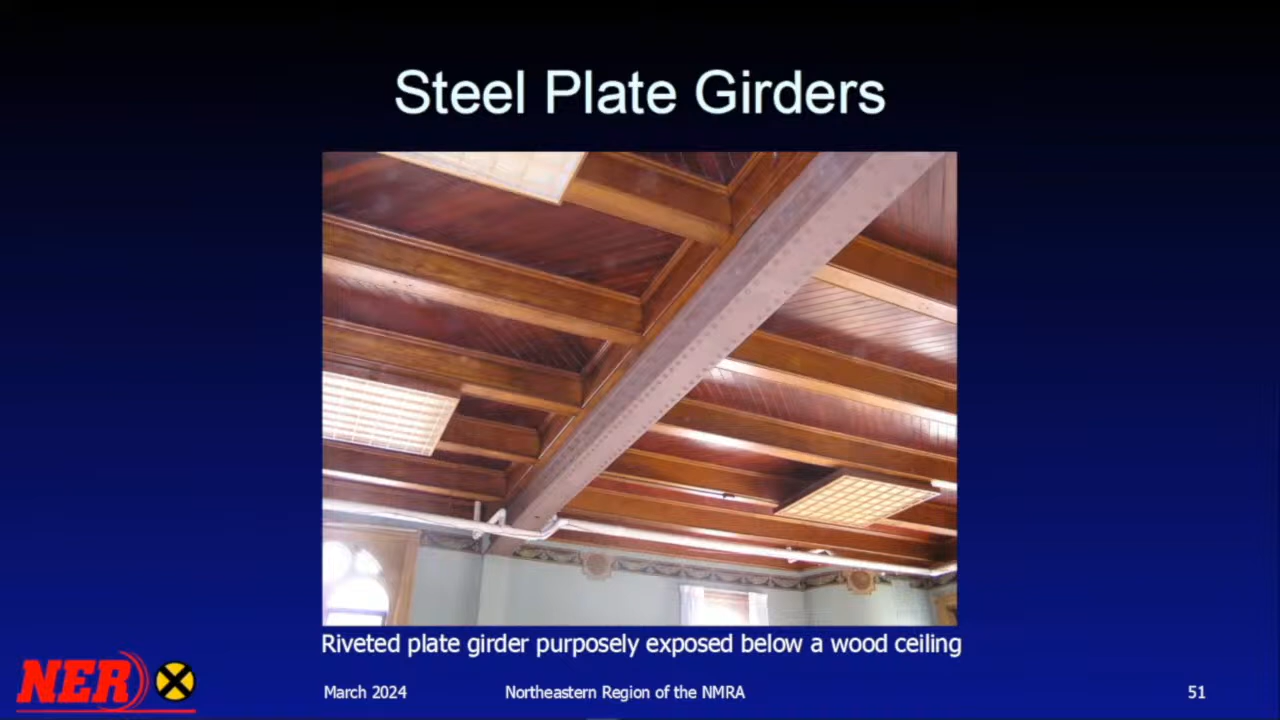 Steel Plate Girders
Riveted plate girder purposely exposed below a wood ceiling
NER
March 2024
Northeastern Region of the NMRA
51